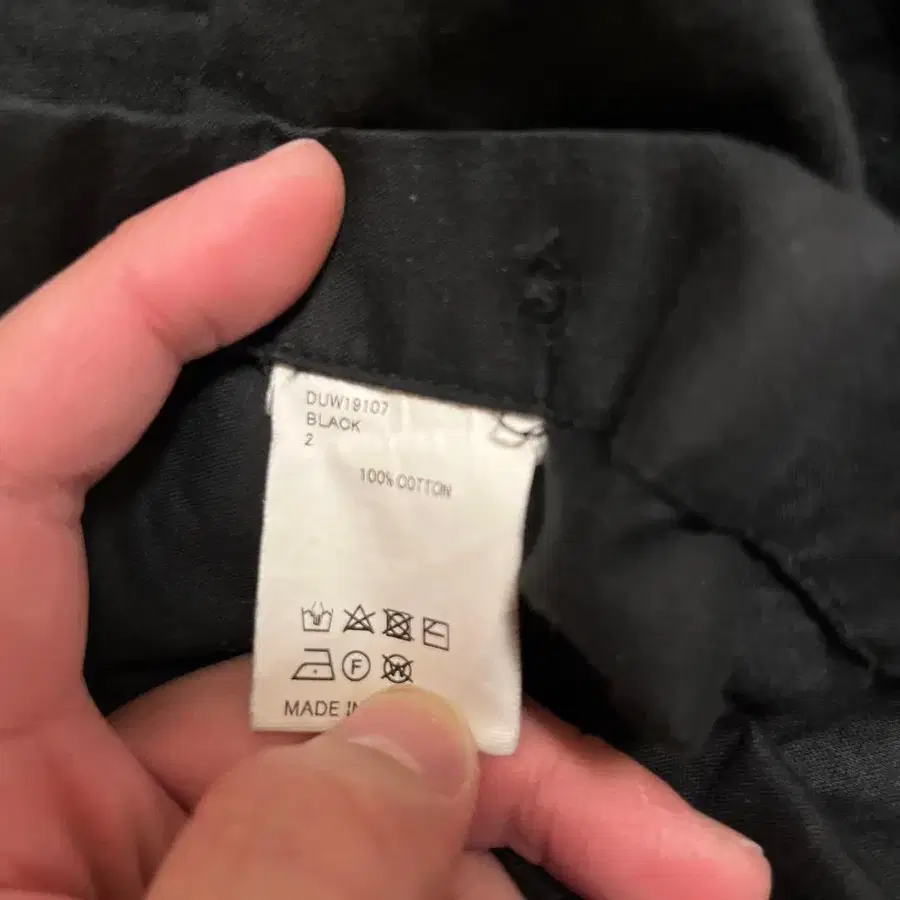 DUW19107
BLACK
2
100% COTTON
F W
MADE IN